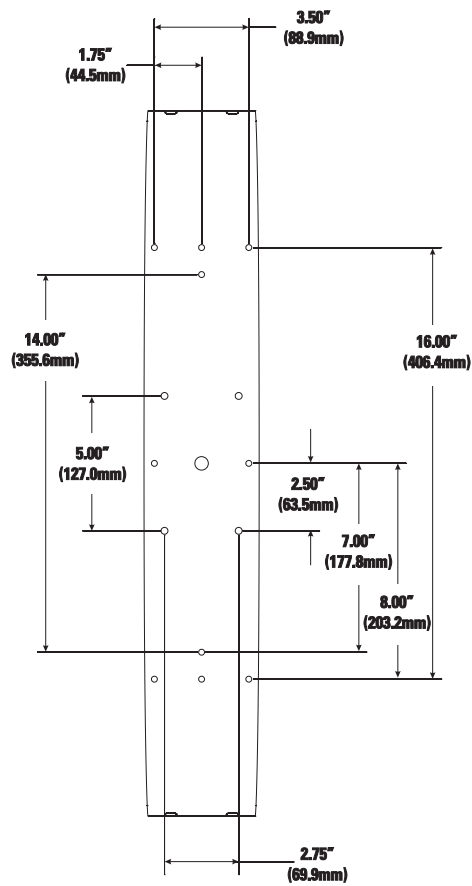 3.50″
(88.9mm)
1.75″
(44.5mm)
14.00″
(355.6mm)
16.00″
(406.4mm)
5.00″
(127.0mm)
2.50″
(63.5mm)
7.00″
(177.8mm)
8.00″
(203.2mm)
2.75″
(69.9mm)